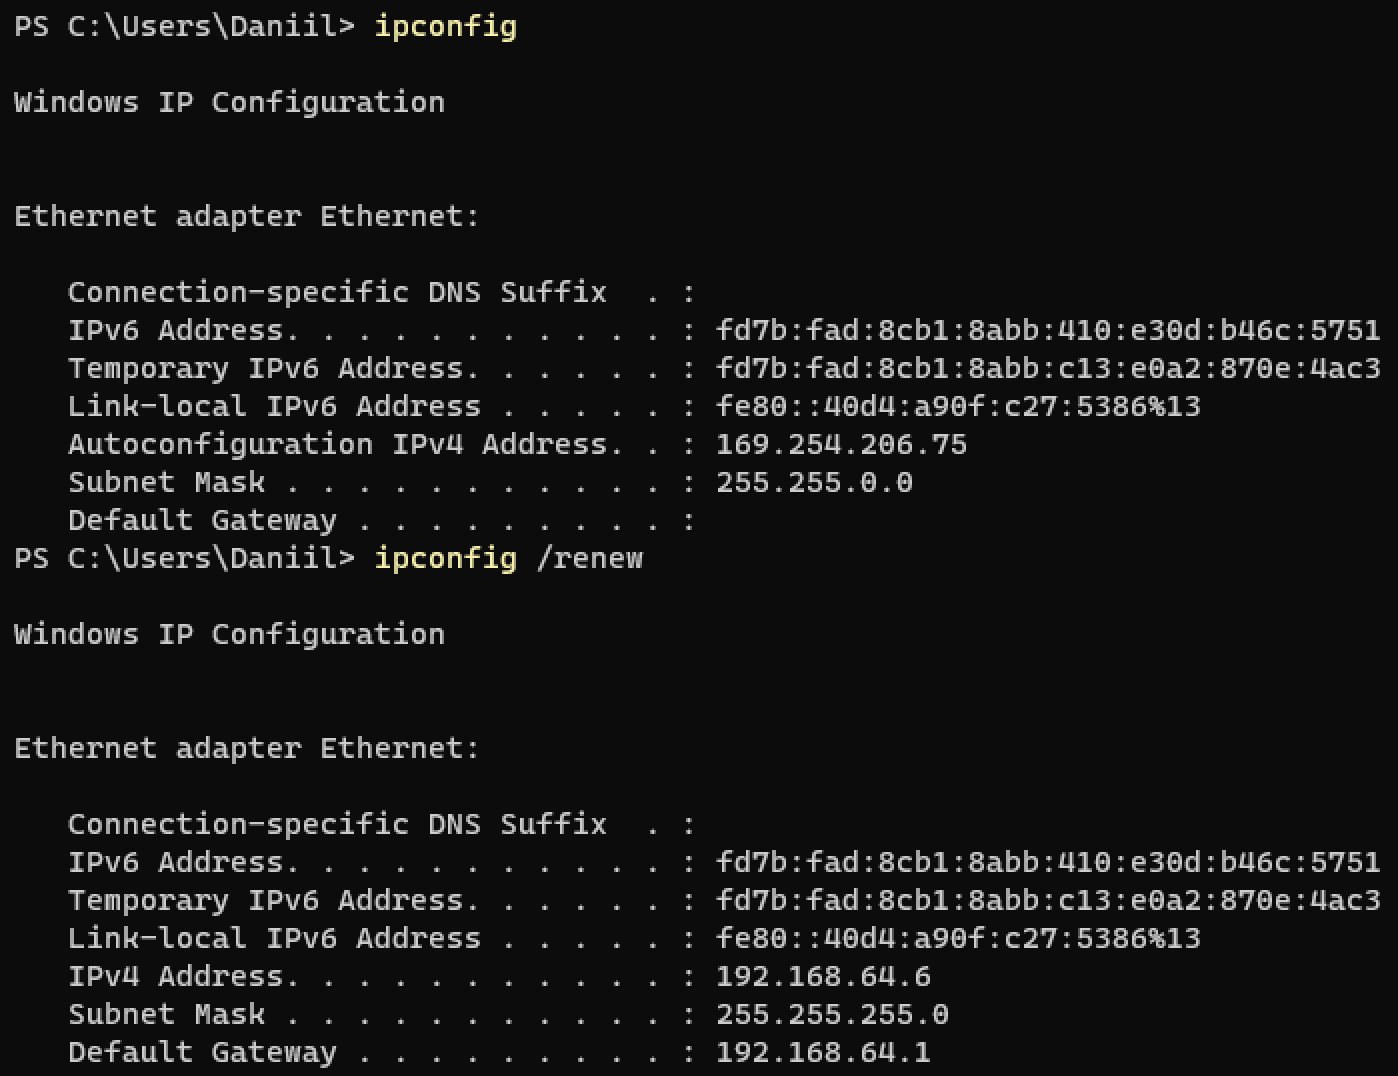 PS C:\Users\Daniil> ipconfig
Windows IP Configuration
Ethernet adapter Ethernet:
Connection-specific DNS Suffix  . :
IPv6 Address. . . . . . . . . . . : fd7b:fad:8cb1:8abb:410:e30d:b46c:5751
Temporary IPv6 Address. . . . . . : fd7b:fad:8cb1:8abb:c13:e0a2:870e:4ac3
Link-local IPv6 Address . . . . . : fe80::40d4:a90f:c27:5386%13
Autoconfiguration IPv4 Address. . : 169.254.206.75
Subnet Mask . . . . . . . . . . . : 255.255.0.0
Default Gateway . . . . . . . . . :
PS C:\Users\Daniil> ipconfig /renew
Windows IP Configuration
Ethernet adapter Ethernet:
Connection-specific DNS Suffix  . :
IPv6 Address. . . . . . . . . . . : fd7b:fad:8cb1:8abb:410:e30d:b46c:5751
Temporary IPv6 Address. . . . . . : fd7b:fad:8cb1:8abb:c13:e0a2:870e:4ac3
Link-local IPv6 Address . . . . . : fe80::40d4:a90f:c27:5386%13
IPv4 Address. . . . . . . . . . . : 192.168.64.6
Subnet Mask . . . . . . . . . . . : 255.255.255.0
Default Gateway . . . . . . . . . : 192.168.64.1